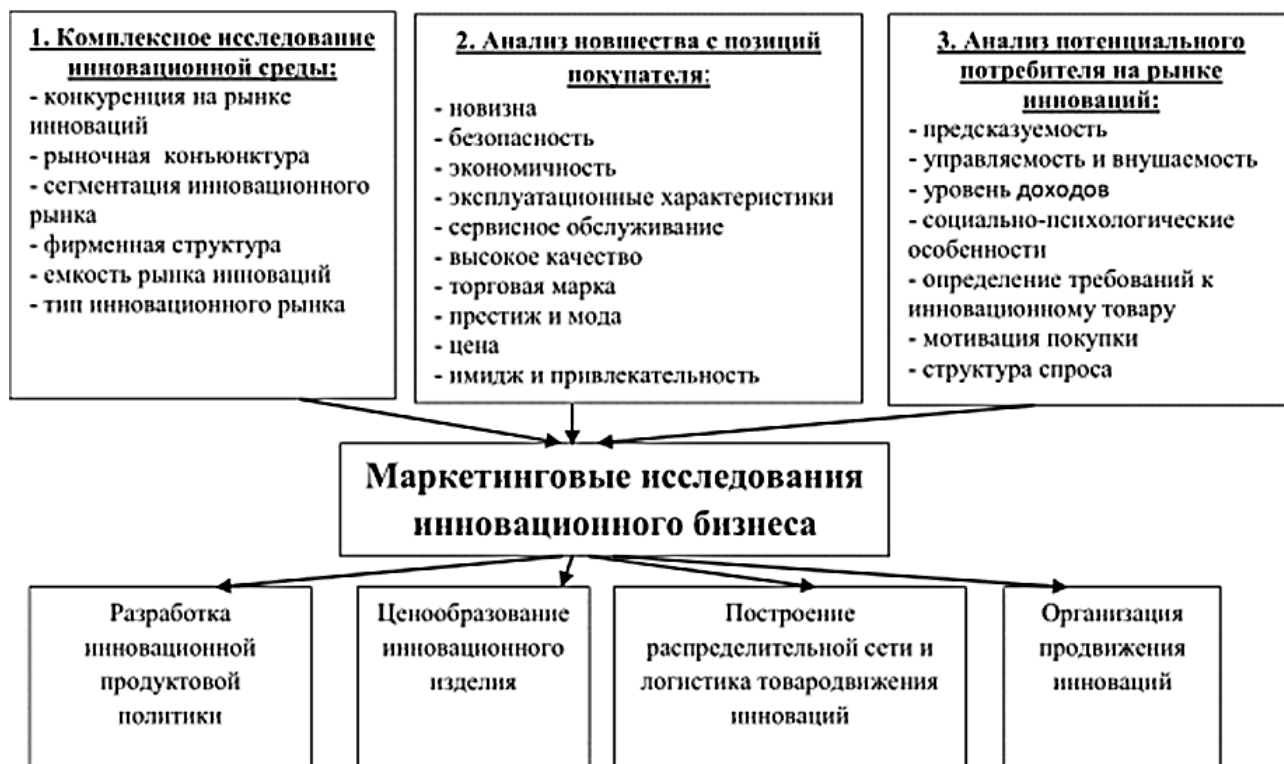 1. Комплексное исследование
инновационной среды:
- конкуренция на рынке
инноваций
- рыночная конъюнктура
- сегментация инновационного
рынка
- фирменная структура
- емкость рынка инноваций
- тип инновационного рынка
2. Анализ новшества с позиций
покупателя:
- новизна
- безопасность
- экономичность
- эксплуатационные характеристики
- сервисное обслуживание
- высокое качество
- торговая марка
- престиж и мода
- цена
- имидж и привлекательность
3. Анализ потенциального
потребителя на рынке
инноваций:
- предсказуемость
- управляемость и внушаемость
- уровень доходов
- социально-психологические
особенности
- определение требований к
инновационному товару
- мотивация покупки
- структура спроса
Маркетинговые исследования
инновационного бизнеса
Разработка
инновационной
продуктовой
политики
Ценообразование
инновационного
изделия
Построение
распределительной сети и
логистика товародвижения
инноваций
Организация
продвижения
инноваций